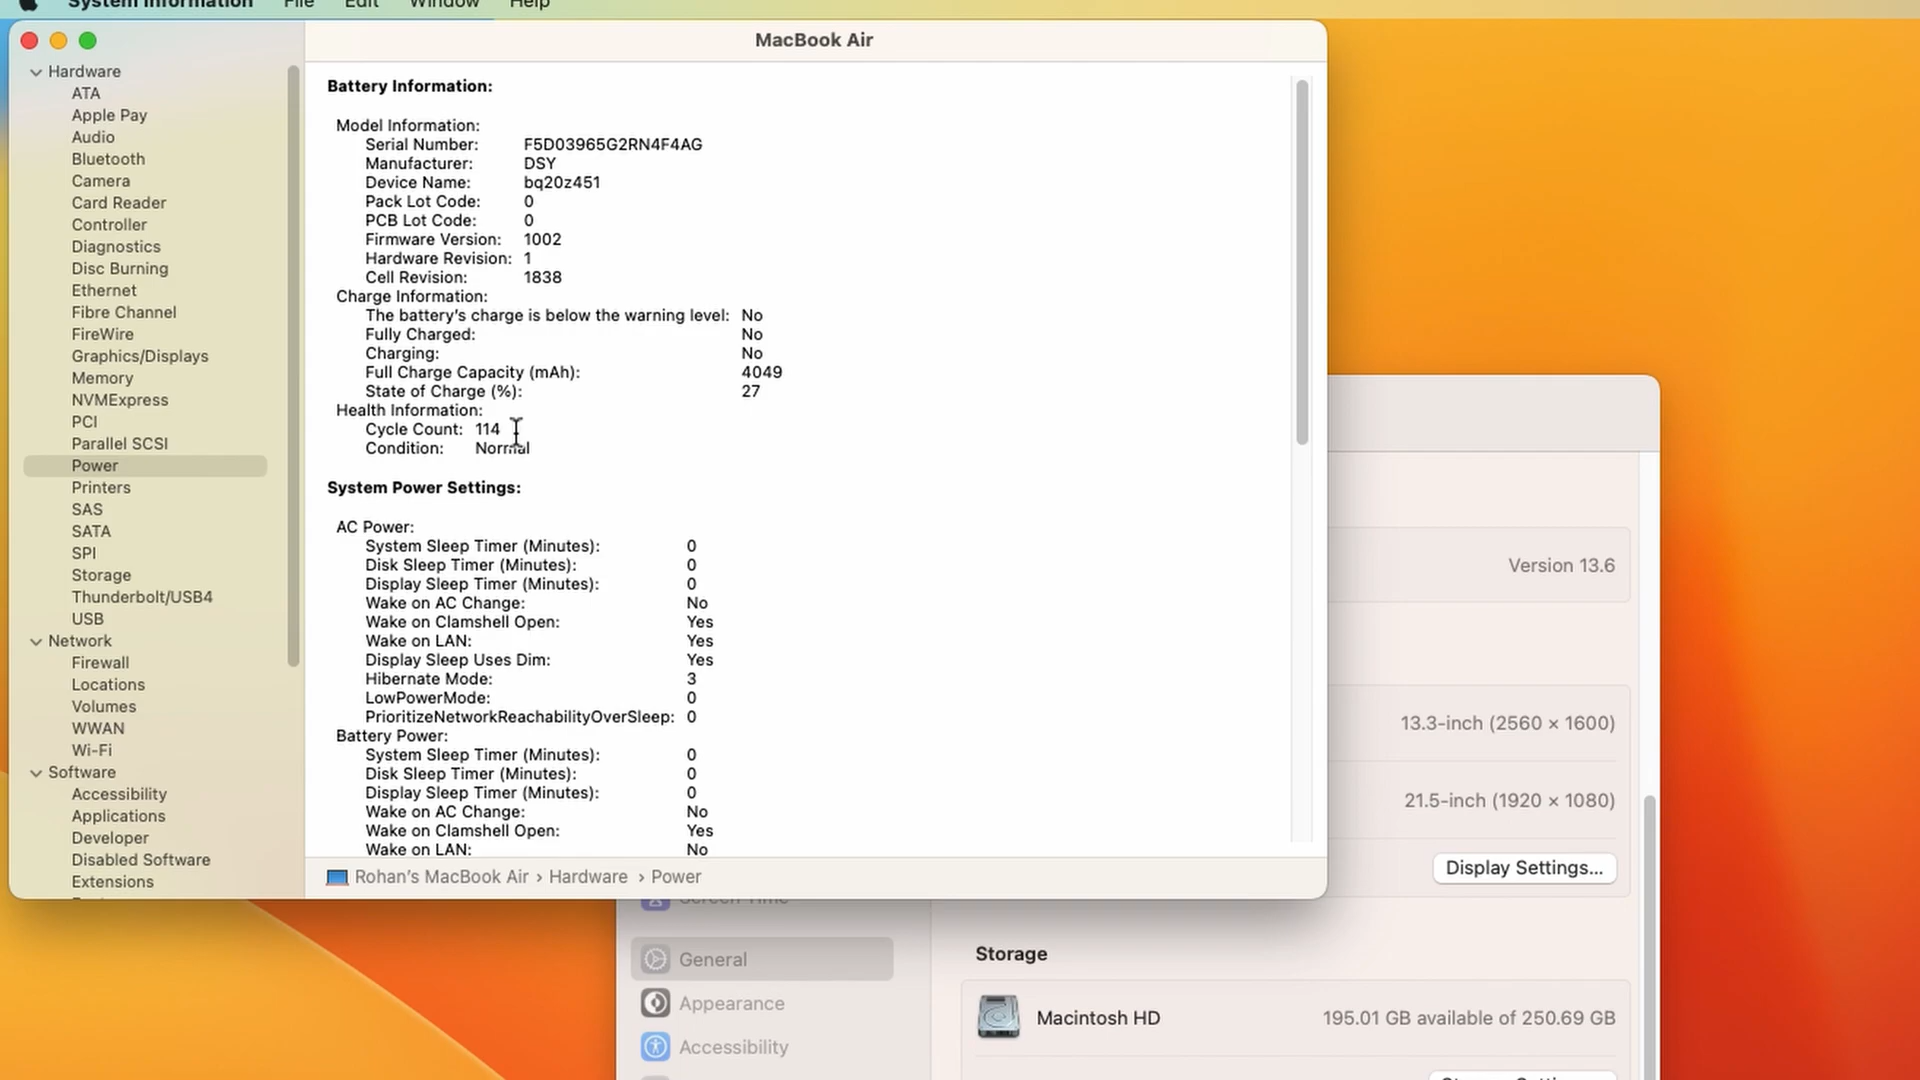 System Information File Edit Window Help
MacBook Air
Hardware
ATA
Apple Pay
Audio
Bluetooth
Camera
Card Reader
Controller
Diagnostics
Disc Burning
Ethernet
Fibre Channel
FireWire
Graphics/Displays
Memory
NVMExpress
PCI
Parallel SCSI
Power
Printers
SAS
SATA
SPI
Storage
Thunderbolt/USB4
USB
Network
Firewall
Locations
Volumes
WWAN
Wi-Fi
Software
Accessibility
Applications
Developer
Disabled Software
Extensions
Battery Information:
Model Information:
Serial Number: F5D03965G2RN4F4AG
Manufacturer: DSY
Device Name: bq20z451
Pack Lot Code: 0
PCB Lot Code: 0
Firmware Version: 1002
Hardware Revision: 1
Cell Revision: 1838
Charge Information:
The battery's charge is below the warning level: No
Fully Charged: No
Charging: No
Full Charge Capacity (mAh): 4049
State of Charge (%): 27
Health Information:
Cycle Count: 114
Condition: Normal
System Power Settings:
AC Power:
System Sleep Timer (Minutes): 0
Disk Sleep Timer (Minutes): 0
Display Sleep Timer (Minutes): 0
Wake on AC Change: No
Wake on Clamshell Open: Yes
Wake on LAN: Yes
Display Sleep Uses Dim: Yes
Hibernate Mode: 3
LowPowerMode: 0
PrioritizeNetworkReachabilityOverSleep: 0
Battery Power:
System Sleep Timer (Minutes): 0
Disk Sleep Timer (Minutes): 0
Display Sleep Timer (Minutes): 0
Wake on AC Change: No
Wake on Clamshell Open: Yes
Wake on LAN: No
Rohan's MacBook Air › Hardware › Power
Version 13.6
13.3-inch (2560 × 1600)
21.5-inch (1920 × 1080)
Display Settings...
Screen Time
General
Appearance
Accessibility
Storage
Macintosh HD 195.01 GB available of 250.69 GB